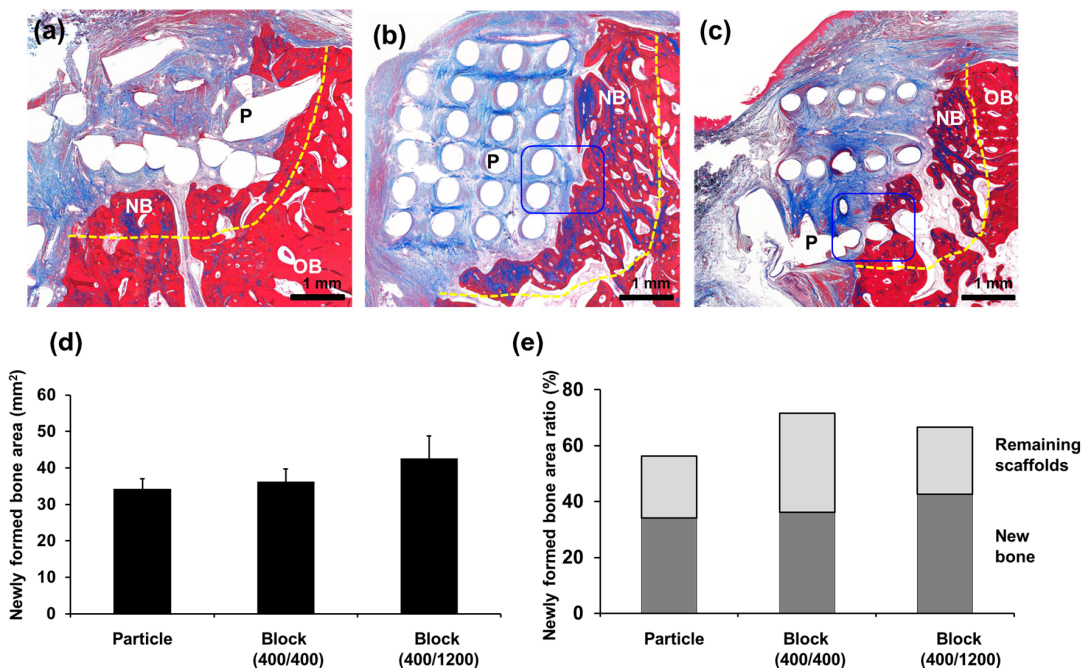 (a)
P
NB
OB
1 mm
(b)
NB
P
1 mm
(c)
OB
NB
P
1 mm
(d)
Newly formed bone area (mm²)
60
50
40
30
20
10
0
Particle
Block
(400/400)
Block
(400/1200)
(e)
Newly formed bone area ratio (%)
80
60
40
20
0
Remaining
scaffolds
New
bone
Particle
Block
(400/400)
Block
(400/1200)